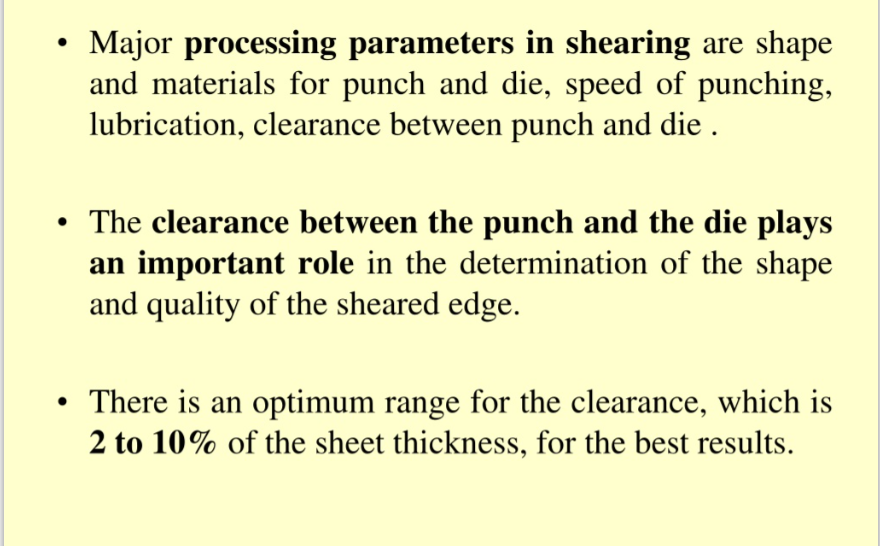 • Major processing parameters in shearing are shape
and materials for punch and die, speed of punching,
lubrication, clearance between punch and die .
• The clearance between the punch and the die plays
an important role in the determination of the shape
and quality of the sheared edge.
• There is an optimum range for the clearance, which is
2 to 10% of the sheet thickness, for the best results.